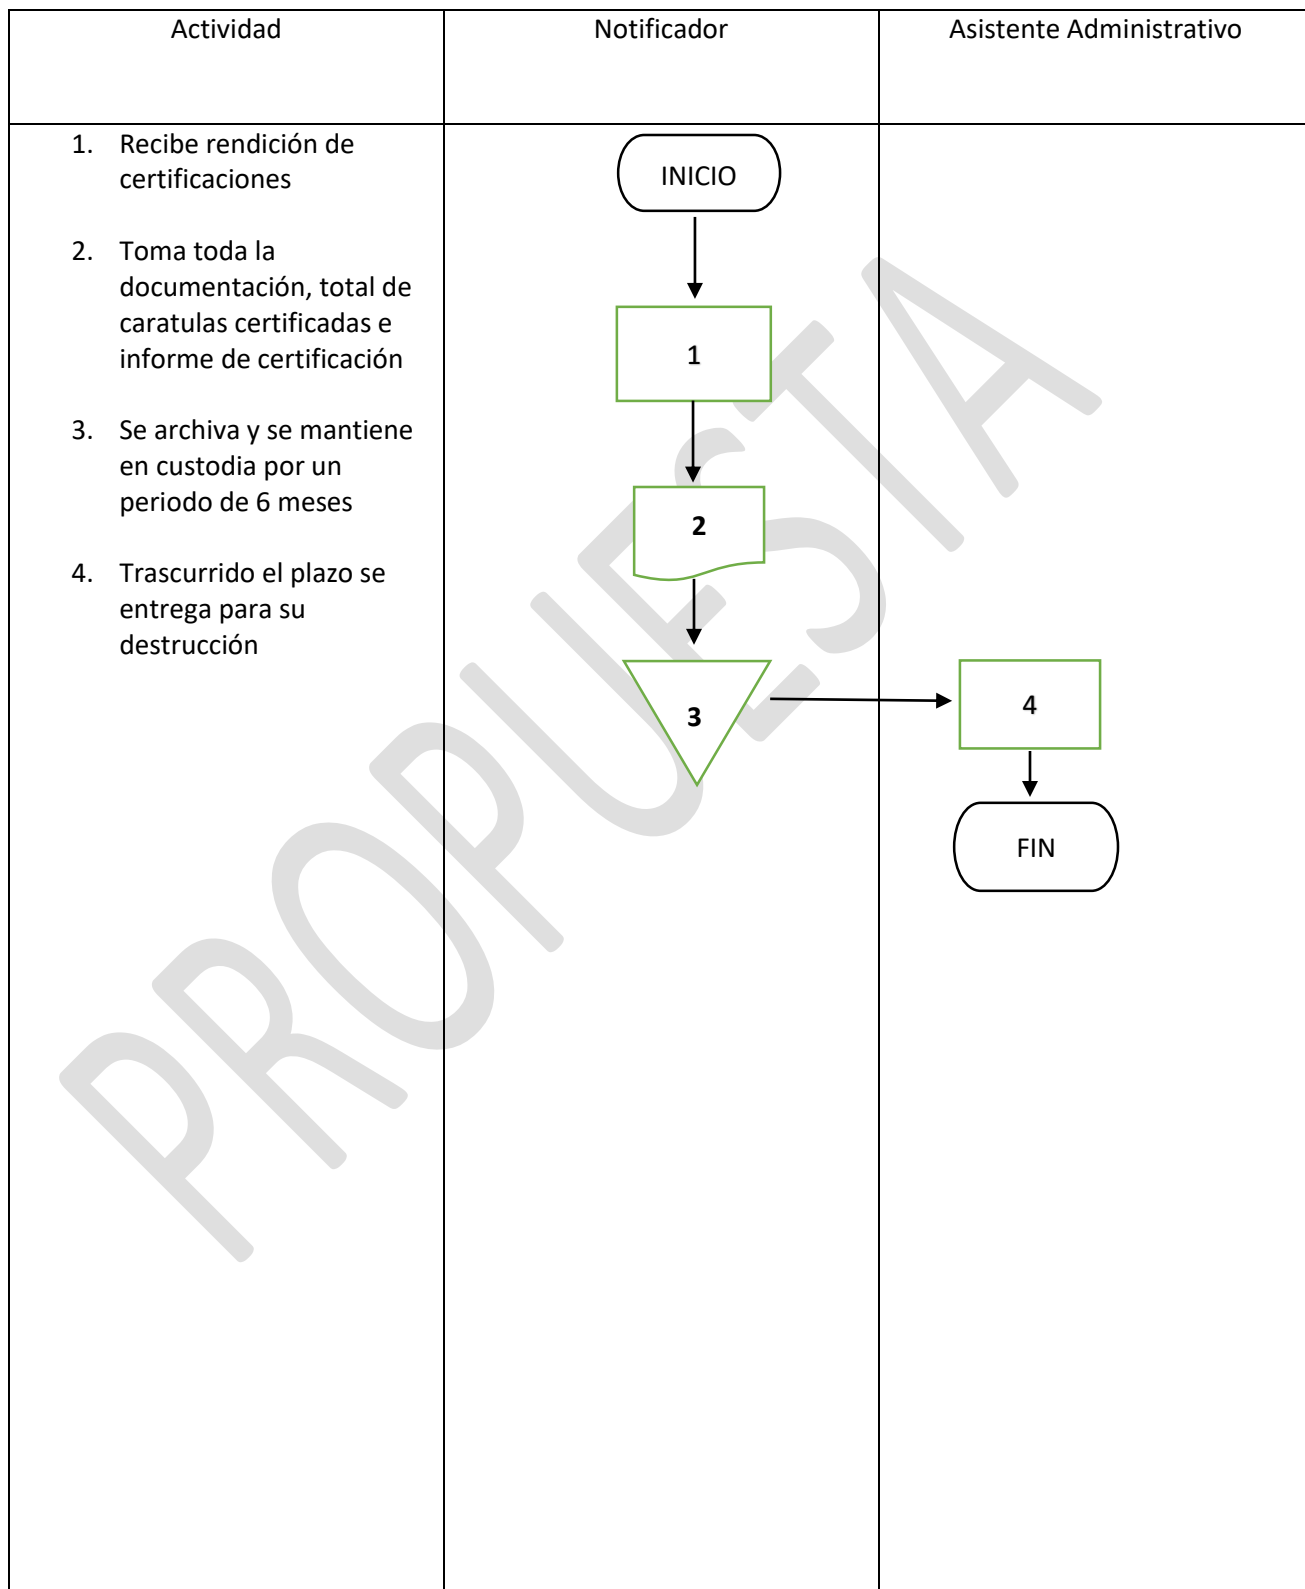 Actividad
Notificador
Asistente Administrativo
1. Recibe rendición de
certificaciones
2. Toma toda la
documentación, total de
caratulas certificadas e
informe de certificación
3. Se archiva y se mantiene
en custodia por un
periodo de 6 meses
4. Trascurrido el plazo se
entrega para su
destrucción
INICIO
1
2
3
4
FIN
PROPUESTA